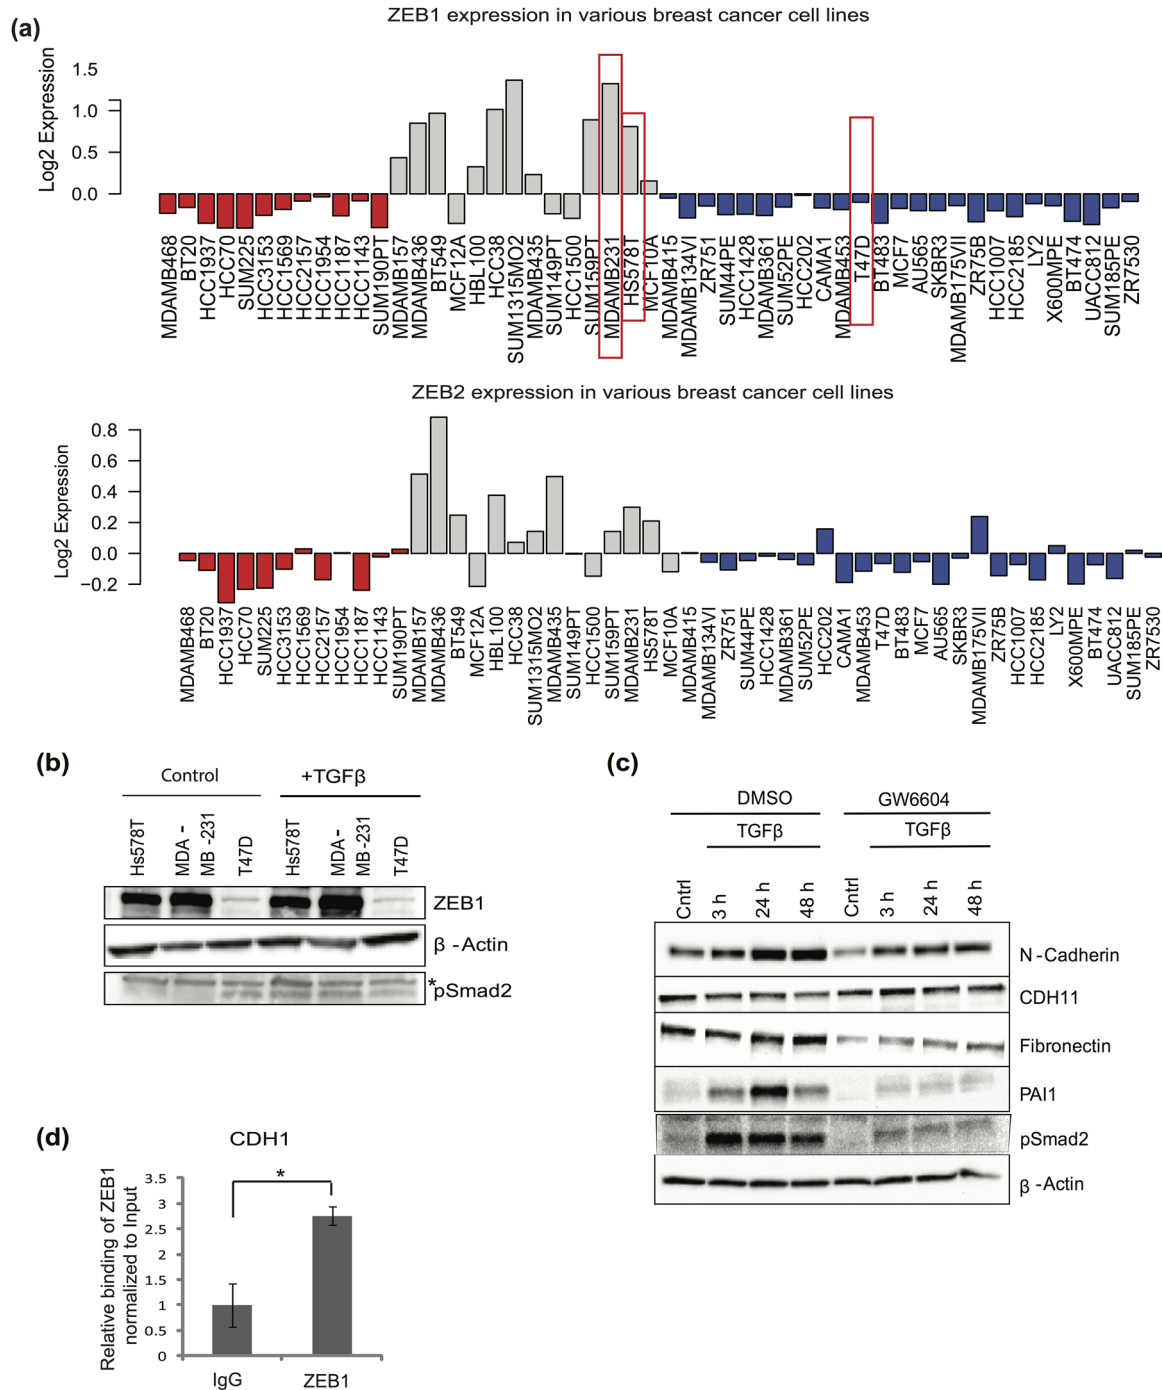 (a)
ZEB1 expression in various breast cancer cell lines
Log2 Expression
1.5
1.0
0.5
0.0
MDAMB468
BT20
HCC1937
HCC70
SUM225
HCC3153
HCC1569
HCC2157
HCC1954
HCC1187
HCC1143
SUM190PT
MDAMB157
MDAMB436
BT549
MCF12A
HBL100
HCC38
SUM1315MO2
MDAMB435
SUM149PT
HCC1500
SUM159PT
MDAMB231
HS578T
MCF10A
MDAMB415
MDAMB134VI
ZR751
SUM44PE
HCC1428
MDAMB361
SUM52PE
HCC202
CAMA1
MDAMB453
T47D
BT483
MCF7
AU565
SKBR3
MDAMB175VII
ZR75B
HCC1007
HCC2185
LY2
X600MPE
BT474
UACC812
SUM185PE
ZR7530
ZEB2 expression in various breast cancer cell lines
Log2 Expression
0.8
0.6
0.4
0.2
0.0
−0.2
MDAMB468
BT20
HCC1937
HCC70
SUM225
HCC3153
HCC1569
HCC2157
HCC1954
HCC1187
HCC1143
SUM190PT
MDAMB157
MDAMB436
BT549
MCF12A
HBL100
HCC38
SUM1315MO2
MDAMB435
SUM149PT
HCC1500
SUM159PT
MDAMB231
HS578T
MCF10A
MDAMB415
MDAMB134VI
ZR751
SUM44PE
HCC1428
MDAMB361
SUM52PE
HCC202
CAMA1
MDAMB453
T47D
BT483
MCF7
AU565
SKBR3
MDAMB175VII
ZR75B
HCC1007
HCC2185
LY2
X600MPE
BT474
UACC812
SUM185PE
ZR7530
(b)
Control +TGFβ
Hs578T
MDA-
MB-231
T47D
Hs578T
MDA-
MB-231
T47D
ZEB1
β-Actin
*pSmad2
(c)
DMSO GW6604
TGFβ TGFβ
Cntrl 3 h 24 h 48 h Cntrl 3 h 24 h 48 h
N-Cadherin
CDH11
Fibronectin
PAI1
pSmad2
β-Actin
(d)
CDH1
Relative binding of ZEB1
normalized to Input
3.5
3
2.5
2
1.5
1
0.5
0
*
IgG ZEB1